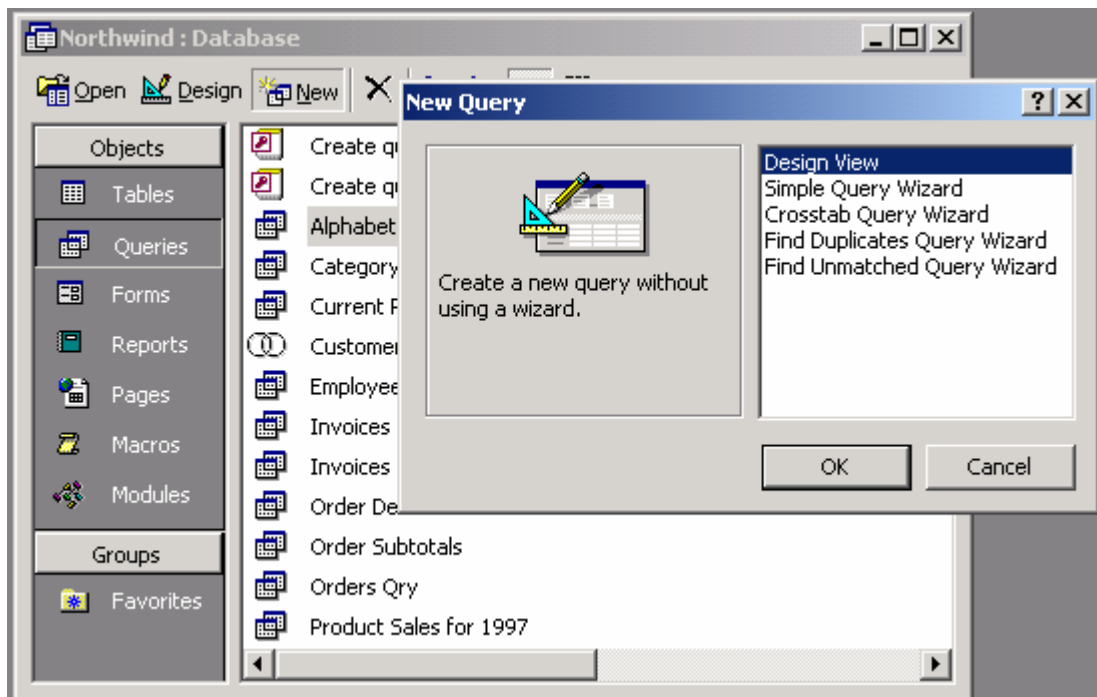 Northwind : Database
Open Design New
Objects
Tables
Queries
Forms
Reports
Pages
Macros
Modules
Groups
Favorites
Create
Create
Alphabet
Category
Current
Customer
Employee
Invoices
Invoices
Order De
Order Subtotals
Orders Qry
Product Sales for 1997
New Query
Create a new query without
using a wizard.
Design View
Simple Query Wizard
Crosstab Query Wizard
Find Duplicates Query Wizard
Find Unmatched Query Wizard
OK
Cancel